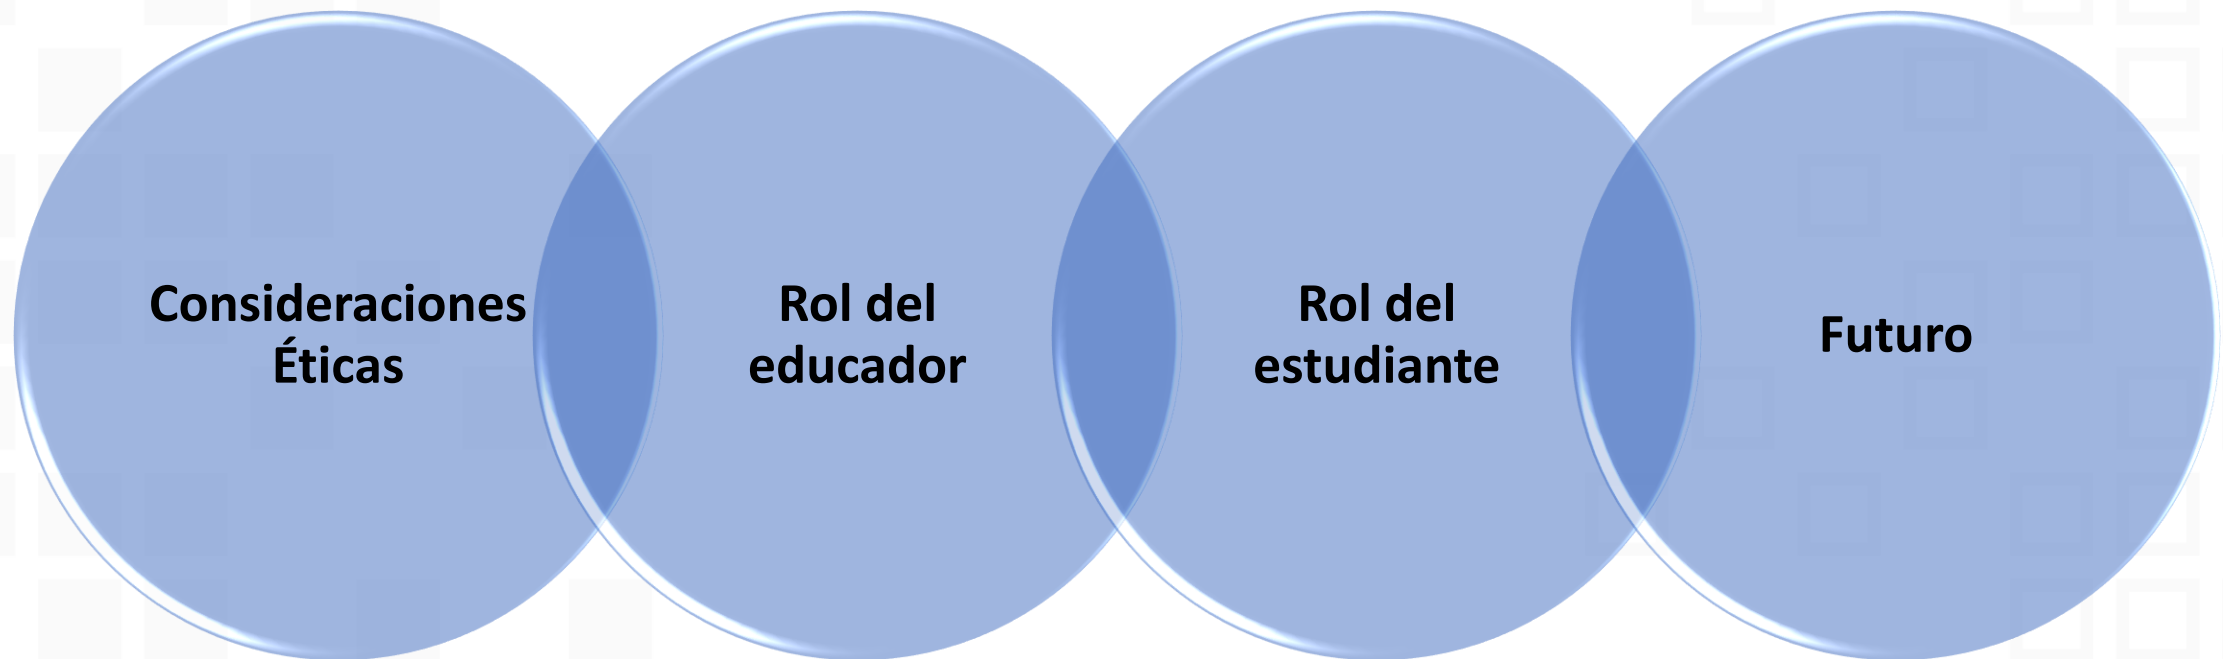 Consideraciones
Éticas
Rol del
educador
Rol del
estudiante
Futuro